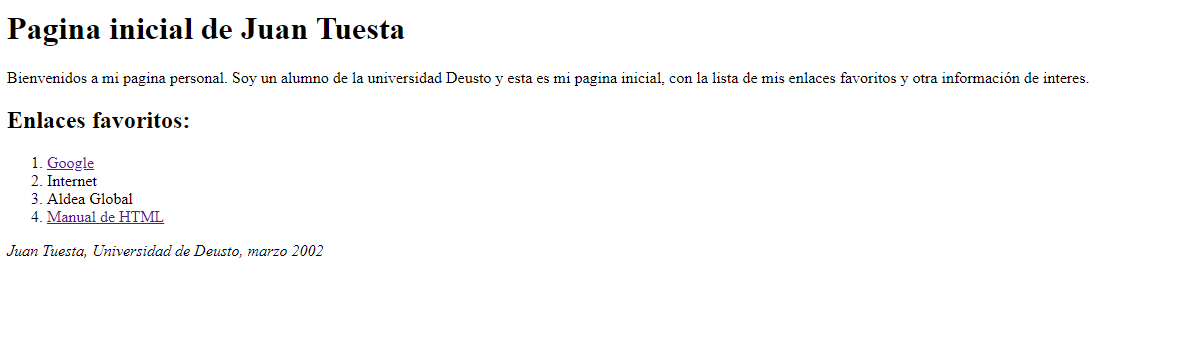 Pagina inicial de Juan Tuesta
Bienvenidos a mi pagina personal. Soy un alumno de la universidad Deusto y esta es mi pagina inicial, con la lista de mis enlaces favoritos y otra información de interes.
Enlaces favoritos:
1. Google
2. Internet
3. Aldea Global
4. Manual de HTML
Juan Tuesta, Universidad de Deusto, marzo 2002